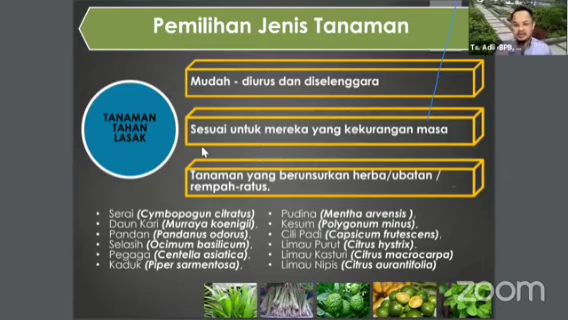 Pemilihan Jenis Tanaman
Ts. Adli -BPB,
TANAMAN
TAHAN
LASAK
Mudah - diurus dan diselenggara
Sesuai untuk mereka yang kekurangan masa
Tanaman yang berunsurkan herba/ubatan /
rempah-ratus.
• Serai (Cymbopogun citratus)
• Daun Kari (Murraya koenigii),
• Pandan (Pandanus odorus),
• Selasih (Ocimum basilicum),
• Pegaga (Centella asiatica),
• Kaduk (Piper sarmentosa),
• Pudina (Mentha arvensis ),
• Kesum (Polygonum minus),
• Cili Padi (Capsicum frutescens),
• Limau Purut (Citrus hystrix),
• Limau Kasturi (Citrus macrocarpa)
• Limau Nipis (Citrus aurantifolia)
zoom